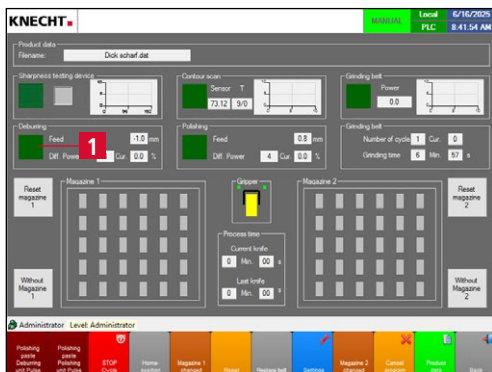 KNECHT
MANUAL
Local
6/16/2025
PLC
8:41:54 AM
Product data
Filename:
Dick scharf.dat
Sharpness testing device
Contour scan
Sensor T
73.12 9/0
Grinding belt
Power
0.0
Deburring
Feed -1.0 mm
Diff. Power Cur. 0.0 %
1
Polishing
Feed 0.8 mm
Diff. Power 4 Cur. 0.0 %
Grinding belt
Number of cycle 1 Cur. 0
Grinding time 6 Min. 57 s
Reset
magazine
1
Magazine 1
Gripper
Magazine 2
Reset
magazine
2
Process time
Current knife
0 Min. 00 s
Last knife
0 Min. 00 s
Without
Magazine
1
Without
Magazine
2
Administrator Level: Administrator
Polishing
paste
Deburring
unit Pulse
Polishing
paste
Polishing
unit Pulse
STOP
Cycle
Home-
position
Magazine 1
changed
Reset
Replace belt
Settings
Magazine 2
changed
Cancel
program
Product
data
Back